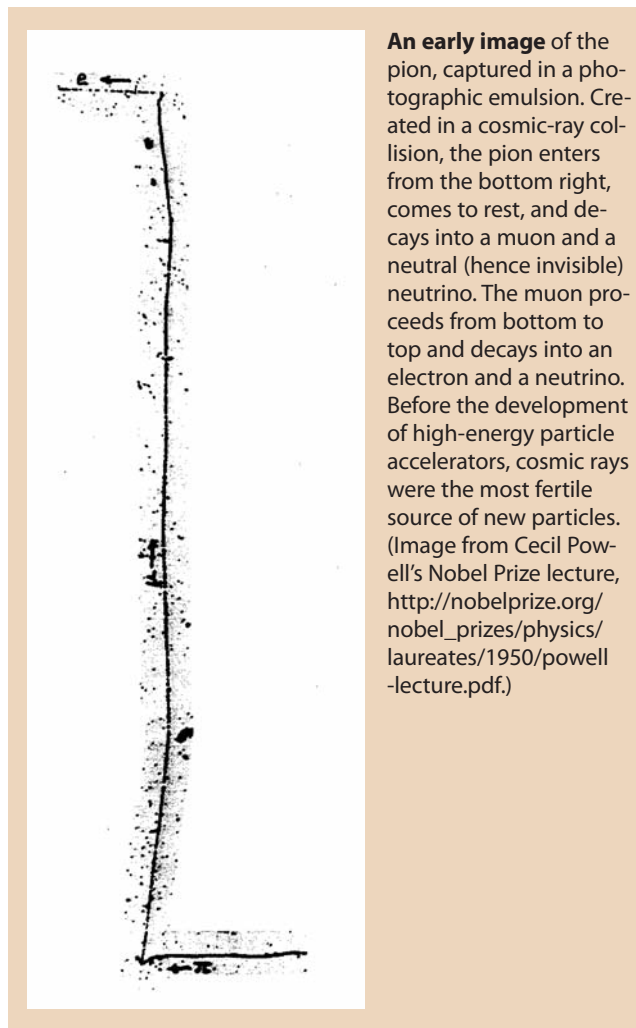 e ←
μ
← π
An early image of the
pion, captured in a pho-
tographic emulsion. Cre-
ated in a cosmic-ray col-
lision, the pion enters
from the bottom right,
comes to rest, and de-
cays into a muon and a
neutral (hence invisible)
neutrino. The muon pro-
ceeds from bottom to
top and decays into an
electron and a neutrino.
Before the development
of high-energy particle
accelerators, cosmic rays
were the most fertile
source of new particles.
(Image from Cecil Pow-
ell’s Nobel Prize lecture,
http://nobelprize.org/
nobel_prizes/physics/
laureates/1950/powell
-lecture.pdf.)